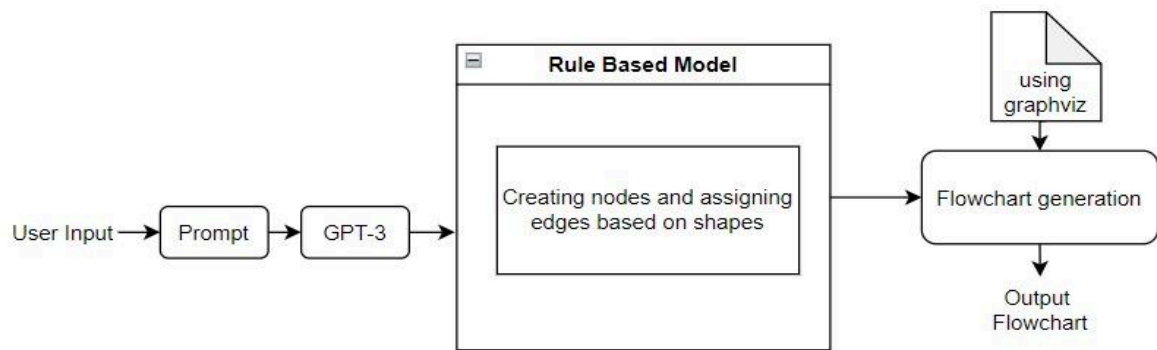 User Input
Prompt
GPT-3
Rule Based Model
Creating nodes and assigning
edges based on shapes
using
graphviz
Flowchart generation
Output
Flowchart